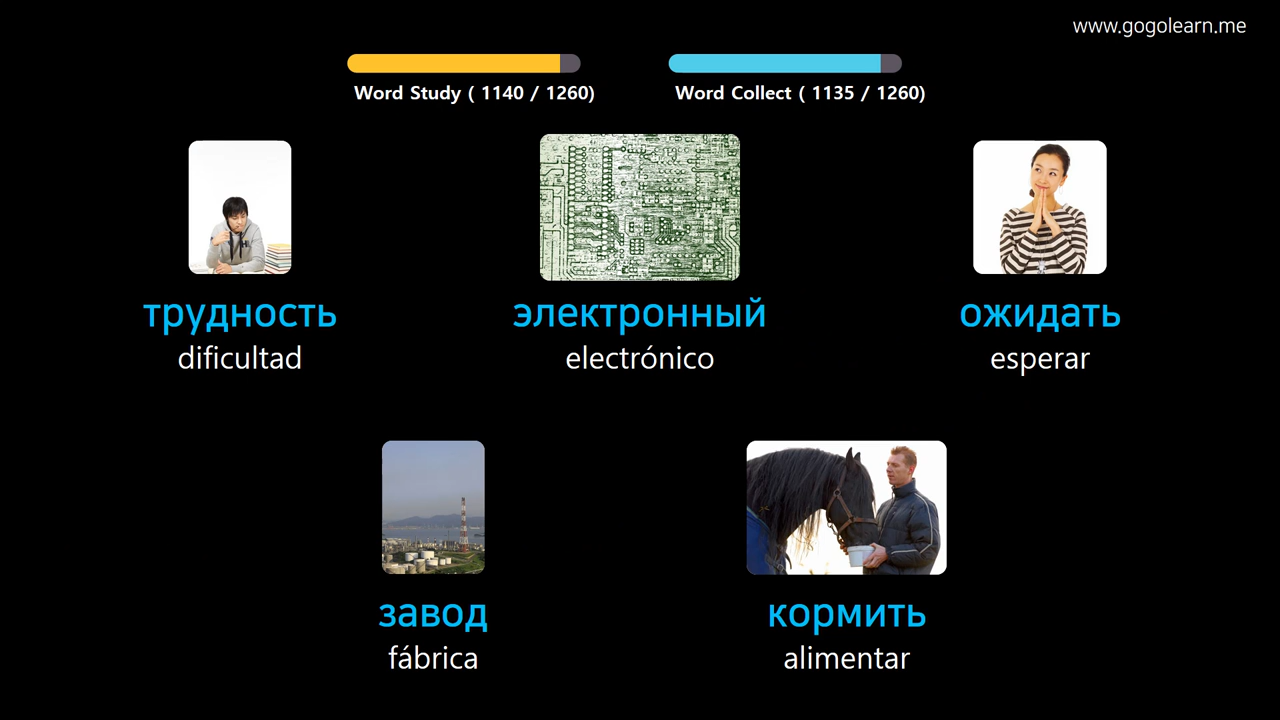 www.gogolearn.me
Word Study ( 1140 / 1260)
Word Collect ( 1135 / 1260)
трудность
dificultad
электронный
electrónico
ожидать
esperar
завод
fábrica
кормить
alimentar